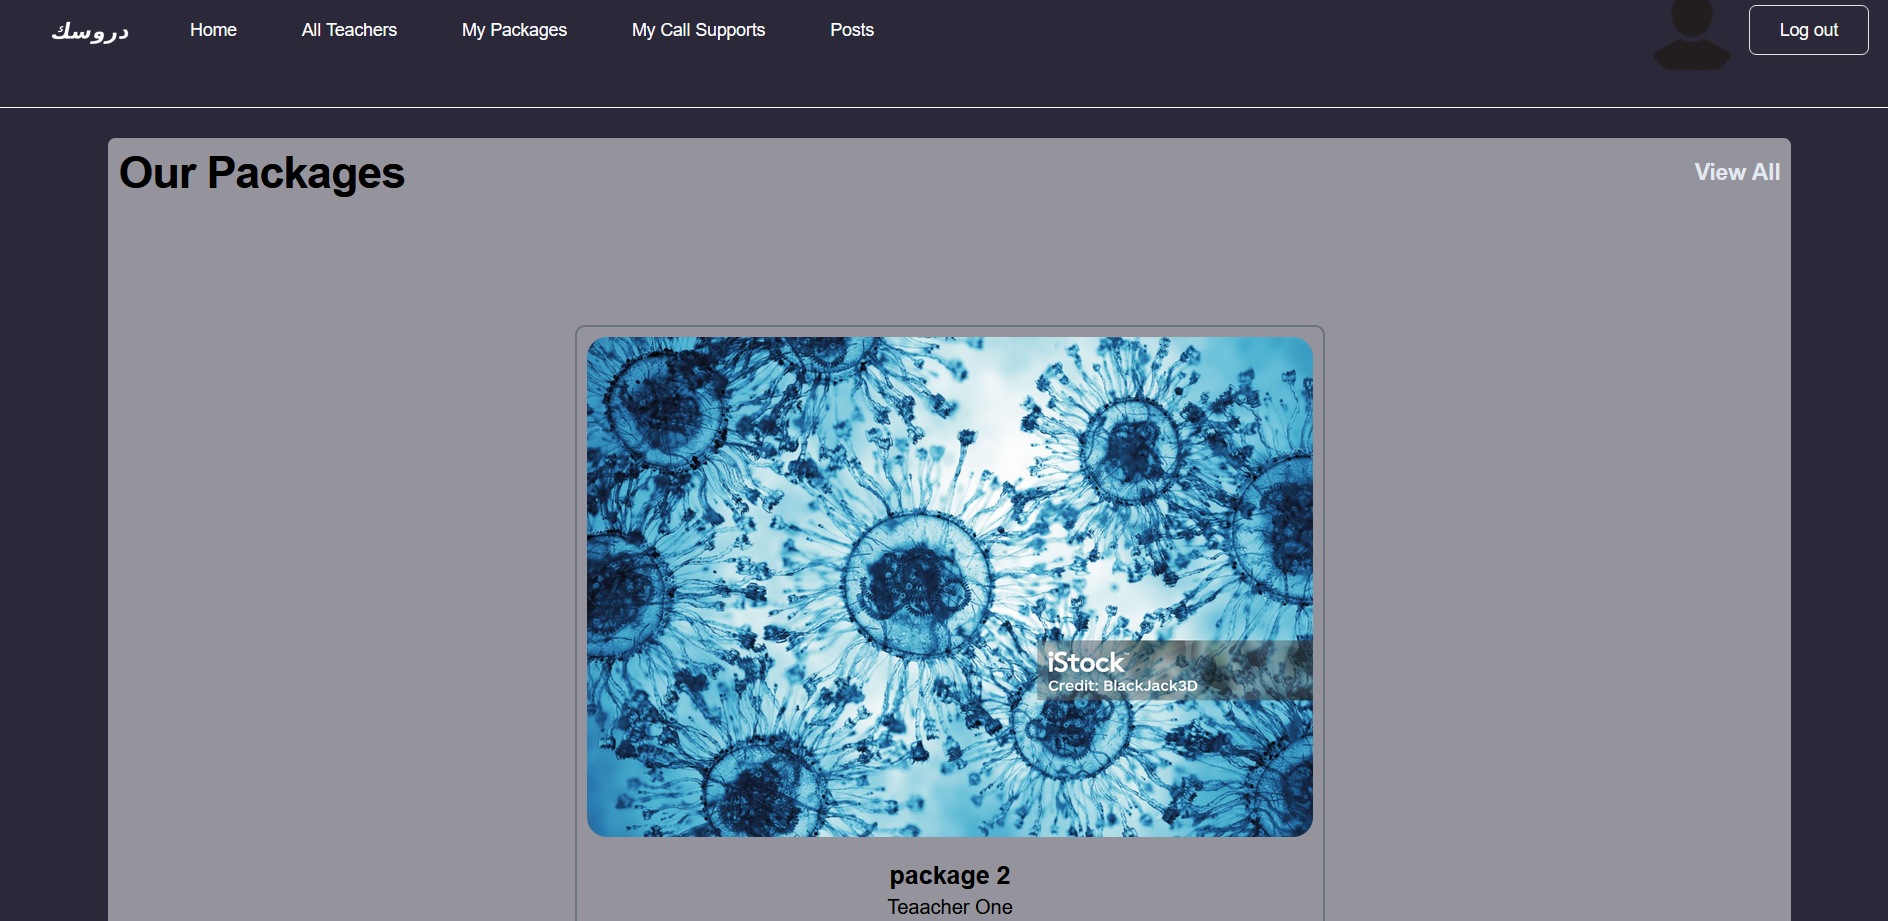 دروسك
Home
All Teachers
My Packages
My Call Supports
Posts
Log out
Our Packages
View All
iStock™
Credit: BlackJack3D
package 2
Teaacher One